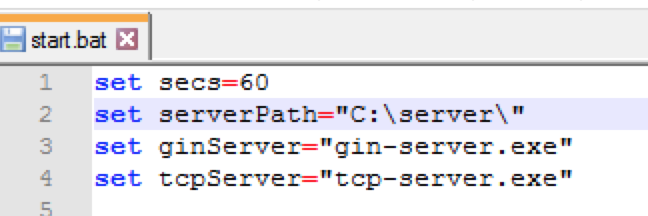 start.bat
1 set secs=60
2 set serverPath="C:\server\"
3 set ginServer="gin-server.exe"
4 set tcpServer="tcp-server.exe"
5